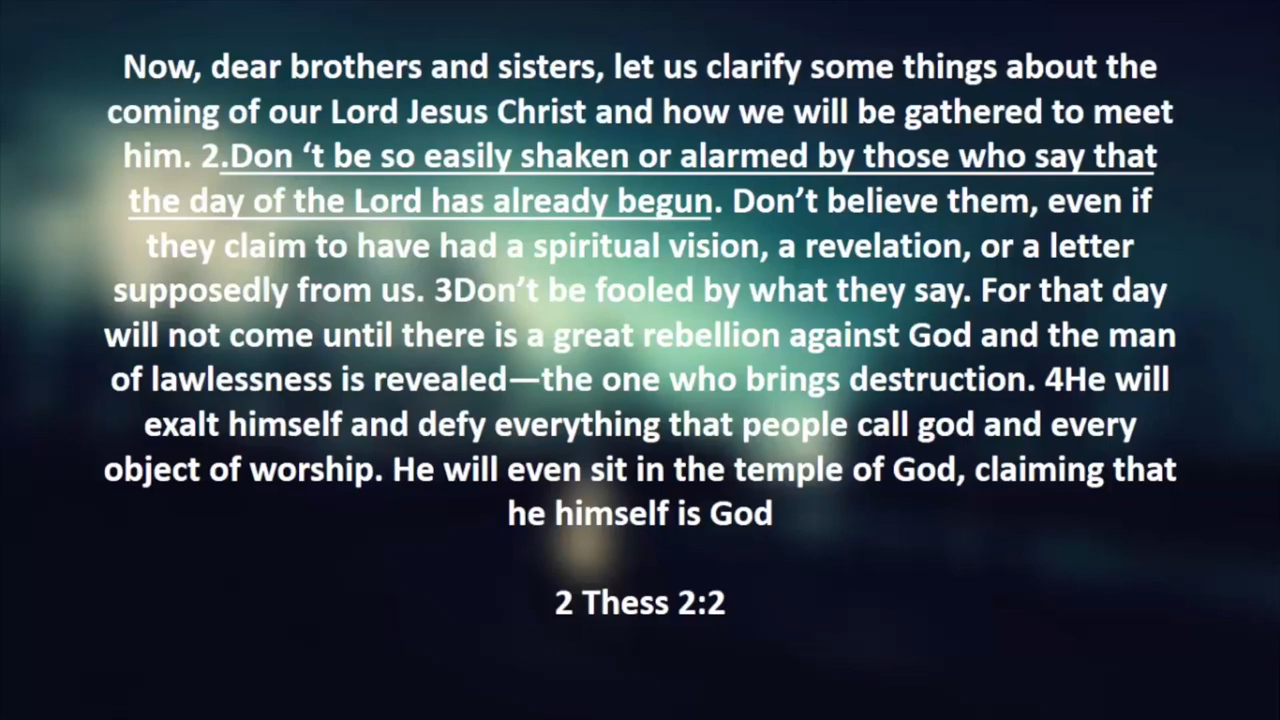 Now, dear brothers and sisters, let us clarify some things about the
coming of our Lord Jesus Christ and how we will be gathered to meet
him. 2.Don ‘t be so easily shaken or alarmed by those who say that
the day of the Lord has already begun. Don’t believe them, even if
they claim to have had a spiritual vision, a revelation, or a letter
supposedly from us. 3Don’t be fooled by what they say. For that day
will not come until there is a great rebellion against God and the man
of lawlessness is revealed—the one who brings destruction. 4He will
exalt himself and defy everything that people call god and every
object of worship. He will even sit in the temple of God, claiming that
he himself is God
2 Thess 2:2